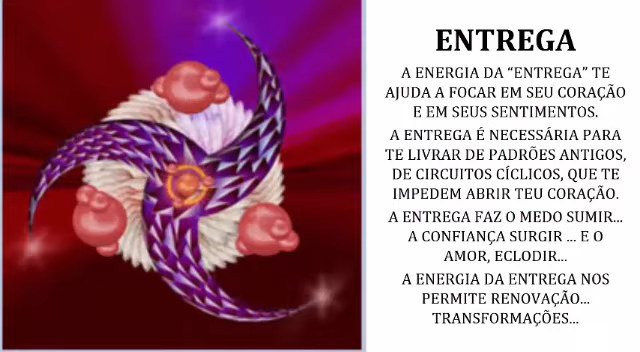 ENTREGA
A ENERGIA DA “ENTREGA” TE
AJUDA A FOCAR EM SEU CORAÇÃO
E EM SEUS SENTIMENTOS.
A ENTREGA É NECESSÁRIA PARA
TE LIVRAR DE PADRÕES ANTIGOS,
DE CIRCUITOS CÍCLICOS, QUE TE
IMPEDEM ABRIR TEU CORAÇÃO.
A ENTREGA FAZ O MEDO SUMIR...
A CONFIANÇA SURGIR ... E O
AMOR, ECLODIR...
A ENERGIA DA ENTREGA NOS
PERMITE RENOVAÇÃO...
TRANSFORMAÇÕES...